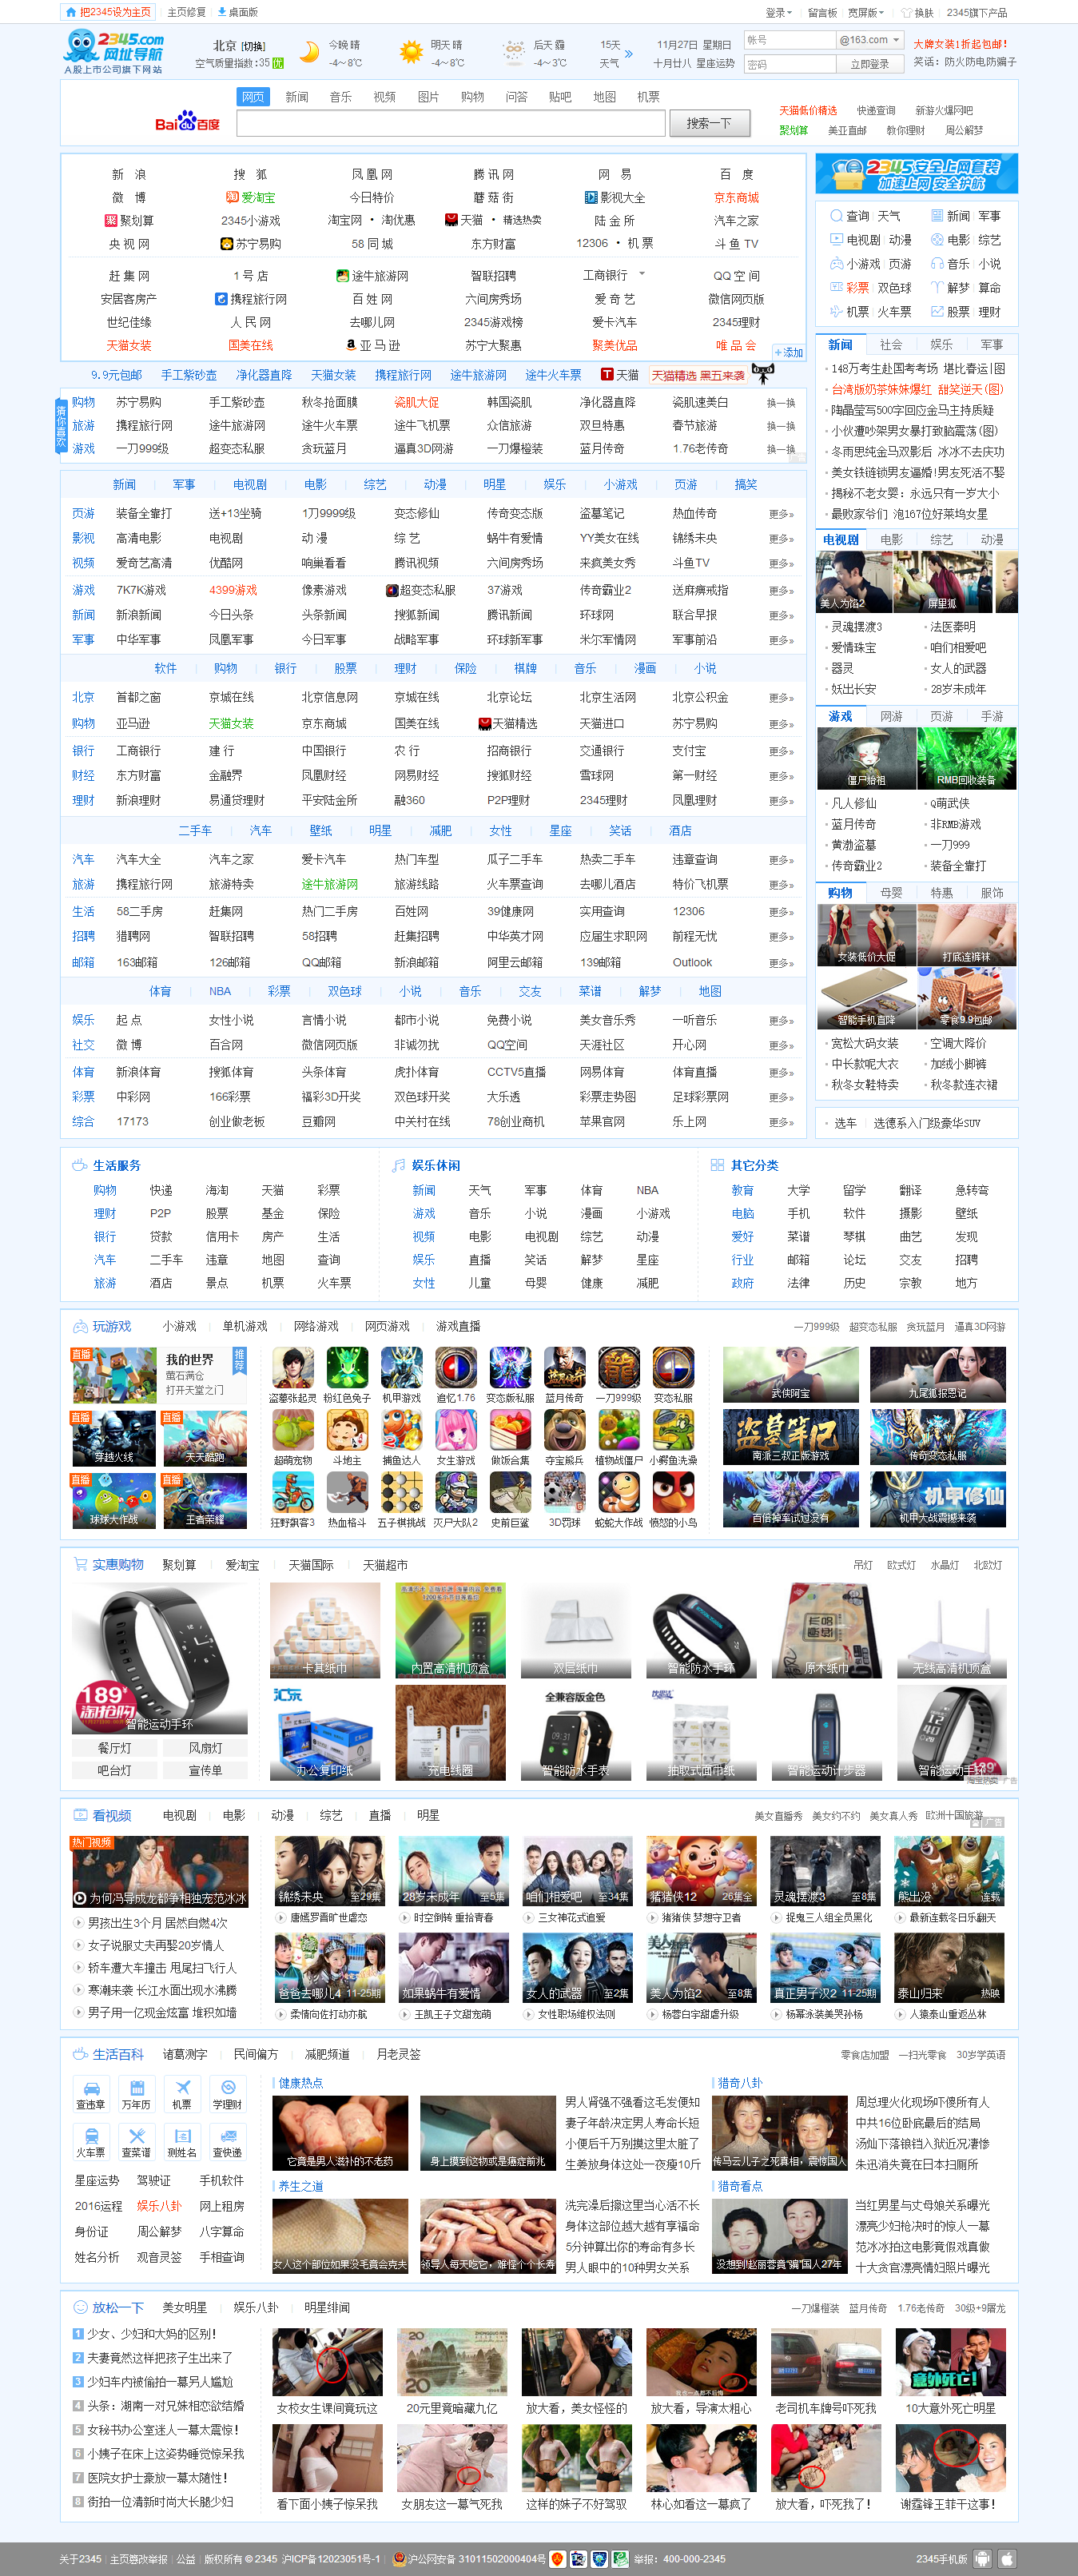 把2345设为主页 主页修复 桌面版 登录 留言板 宽屏版 换肤 2345旗下产品
2345.com 网址导航 A股上市公司旗下网站
北京 [切换] 空气质量指数:35 优
今晚 晴 -4～8℃ 明天 晴 -4～8℃ 后天 霾 -4～3℃ 15天 天气 »
11月27日 星期日 十月廿八 星座运势
帐号 @163.com 密码 立即登录
大牌女装1折起包邮!
笑话: 防火防电防骗子
网页 新闻 音乐 视频 图片 购物 问答 贴吧 地图 机票
Bai百度 搜索一下
天猫低价精选 快递查询 新游火爆网吧
聚划算 美亚直邮 教你理财 周公解梦
新 浪 搜 狐 凤 凰 网 腾 讯 网 网 易 百 度
微 博 爱淘宝 今日特价 蘑 菇 街 影视大全 京东商城
聚划算 2345小游戏 淘宝网 • 淘优惠 天猫 • 精选热卖 陆 金 所 汽车之家
央 视 网 苏宁易购 58 同 城 东方财富 12306 • 机 票 斗 鱼 TV
赶 集 网 1 号 店 途牛旅游网 智联招聘 工商银行 QQ 空 间
安居客房产 携程旅行网 百 姓 网 六间房秀场 爱 奇 艺 微信网页版
世纪佳缘 人 民 网 去哪儿网 2345游戏榜 爱卡汽车 2345理财
天猫女装 国美在线 亚 马 逊 苏宁大聚惠 聚美优品 唯 品 会
+添加
9.9元包邮 手工紫砂壶 净化器直降 天猫女装 携程旅行网 途牛旅游网 途牛火车票 天猫 天猫精选 黑五来袭
猜你喜欢
购物 苏宁易购 手工紫砂壶 秋冬抢面膜 瓷肌大促 韩国瓷肌 净化器直降 瓷肌速美白 换一换
旅游 携程旅行网 途牛旅游网 途牛火车票 途牛飞机票 众信旅游 双旦特惠 春节旅游 换一换
游戏 一刀999级 超变态私服 贪玩蓝月 逼真3D网游 一刀爆橙装 蓝月传奇 1.76老传奇 换一换
新闻 军事 电视剧 电影 综艺 动漫 明星 娱乐 小游戏 页游 搞笑
页游 装备全靠打 送+13坐骑 1刀9999级 变态修仙 传奇变态版 盗墓笔记 热血传奇 更多»
影视 高清电影 电视剧 动 漫 综 艺 蜗牛有爱情 YY美女在线 锦绣未央 更多»
视频 爱奇艺高清 优酷网 响巢看看 腾讯视频 六间房秀场 来疯美女秀 斗鱼TV 更多»
游戏 7K7K游戏 4399游戏 像素游戏 超变态私服 37游戏 传奇霸业2 送麻痹戒指 更多»
新闻 新浪新闻 今日头条 头条新闻 搜狐新闻 腾讯新闻 环球网 联合早报 更多»
军事 中华军事 凤凰军事 今日军事 战略军事 环球新军事 米尔军情网 军事前沿 更多»
软件 购物 银行 股票 理财 保险 棋牌 音乐 漫画 小说
北京 首都之窗 京城在线 北京信息网 京城在线 北京论坛 北京生活网 北京公积金 更多»
购物 亚马逊 天猫女装 京东商城 国美在线 天猫精选 天猫进口 苏宁易购 更多»
银行 工商银行 建 行 中国银行 农 行 招商银行 交通银行 支付宝 更多»
财经 东方财富 金融界 凤凰财经 网易财经 搜狐财经 雪球网 第一财经 更多»
理财 新浪理财 易通贷理财 平安陆金所 融360 P2P理财 2345理财 凤凰理财 更多»
二手车 汽车 壁纸 明星 减肥 女性 星座 笑话 酒店
汽车 汽车大全 汽车之家 爱卡汽车 热门车型 瓜子二手车 热卖二手车 违章查询 更多»
旅游 携程旅行网 旅游特卖 途牛旅游网 旅游线路 火车票查询 去哪儿酒店 特价飞机票 更多»
生活 58二手房 赶集网 热门二手房 百姓网 39健康网 实用查询 12306 更多»
招聘 猎聘网 智联招聘 58招聘 赶集招聘 中华英才网 应届生求职网 前程无忧 更多»
邮箱 163邮箱 126邮箱 QQ邮箱 新浪邮箱 阿里云邮箱 139邮箱 Outlook 更多»
体育 NBA 彩票 双色球 小说 音乐 交友 菜谱 解梦 地图
娱乐 起 点 女性小说 言情小说 都市小说 免费小说 美女音乐秀 一听音乐 更多»
社交 微 博 百合网 微信网页版 非诚勿扰 QQ空间 天涯社区 开心网 更多»
体育 新浪体育 搜狐体育 头条体育 虎扑体育 CCTV5直播 网易体育 体育直播 更多»
彩票 中彩网 166彩票 福彩3D开奖 双色球开奖 大乐透 彩票走势图 足球彩票网 更多»
综合 17173 创业做老板 豆瓣网 中关村在线 78创业商机 苹果官网 乐上网 更多»
2345安全上网套装 加速上网 安全护航
查询 天气 新闻 军事
电视剧 动漫 电影 综艺
小游戏 页游 音乐 小说
彩票 双色球 解梦 算命
机票 火车票 股票 理财
新闻 社会 娱乐 军事
148万考生赴国考考场 堪比春运|图
台湾版奶茶妹妹爆红 甜笑逆天(图)
陶晶莹写500字回应金马主持质疑
小伙遭吵架男女暴打致脑震荡(图)
冬雨思纯金马双影后 冰冰不去庆功
美女铁链锁男友逼婚!男友死活不娶
揭秘不老女婴: 永远只有一岁大小
最败家爷们 泡167位好莱坞女星
电视剧 电影 综艺 动漫
美人为馅2 屏里狐
灵魂摆渡3 法医秦明
爱情珠宝 咱们相爱吧
器灵 女人的武器
妖出长安 28岁未成年
游戏 网游 页游 手游
僵尸始祖 RMB回收装备
凡人修仙 Q萌武侠
蓝月传奇 非RMB游戏
黄渤盗墓 一刀999
传奇霸业2 装备全靠打
购物 母婴 特惠 服饰
女装低价大促 打底连裤袜
智能手机直降 零食9.9包邮
宽松大码女装 空调大降价
中长款呢大衣 加绒小脚裤
秋冬女鞋特卖 秋冬款连衣裙
选车 选德系入门级豪华SUV
生活服务 娱乐休闲 其它分类
购物 快递 海淘 天猫 彩票 新闻 天气 军事 体育 NBA 教育 大学 留学 翻译 急转弯
理财 P2P 股票 基金 保险 游戏 音乐 小说 漫画 小游戏 电脑 手机 软件 摄影 壁纸
银行 贷款 信用卡 房产 生活 视频 电影 电视剧 综艺 动漫 爱好 菜谱 琴棋 曲艺 发现
汽车 二手车 违章 地图 查询 娱乐 直播 笑话 解梦 星座 行业 邮箱 论坛 交友 招聘
旅游 酒店 景点 机票 火车票 女性 儿童 母婴 健康 减肥 政府 法律 历史 宗教 地方
玩游戏 小游戏 单机游戏 网络游戏 网页游戏 游戏直播 一刀999级 超变态私服 贪玩蓝月 逼真3D网游
直播 我的世界 萤石满仓 打开天堂之门 推荐
直播 穿越火线 直播 天天酷跑
直播 球球大作战 直播 王者荣耀
盗墓张起灵 粉红色兔子 机甲游戏 追忆1.76 变态版私服 蓝月传奇 一刀999级 变态私服
超萌宠物 斗地主 捕鱼达人 女生游戏 做饭合集 夺宝熊兵 植物战僵尸 小鳄鱼洗澡
狂野飙客3 热血格斗 五子棋挑战 灭尸大队2 史前巨鲨 3D罚球 蛇蛇大作战 愤怒的小鸟
武侠阿宝 九尾狐报恩记
盗墓笔记 南派三叔正版游戏 传奇变态私服
百倍掉率试过没有 机甲修仙 机甲大战震撼来袭
实惠购物 聚划算 爱淘宝 天猫国际 天猫超市 吊灯 欧式灯 水晶灯 北欧灯
189¥ 淘抢购 智能运动手环
餐厅灯 风扇灯
吧台灯 宣传单
卡其纸巾 内置高清机顶盒 双层纸巾 智能防水手环 原木纸巾 无线高清机顶盒
汇东 办公复印纸 充电线圈 全兼容版金色 智能防水手表 抽取式面巾纸 智能运动计步器 智能运动手环
淘宝热卖 广告
看视频 电视剧 电影 动漫 综艺 直播 明星 美女直播秀 美女约不约 美女真人秀 欧洲十国旅游
广告
热门视频 为何冯导成龙都争相独宠范冰冰
男孩出生3个月 居然自燃4次
女子说服丈夫再娶20岁情人
轿车遭大车撞击 甩尾扫飞行人
寒潮来袭 长江水面出现水沸腾
男子用一亿现金炫富 堆积如墙
锦绣未央 至29集 28岁未成年 至5集 咱们相爱吧 至34集 猪猪侠12 26集全 灵魂摆渡3 至8集 熊出没 连载
唐嫣罗晋旷世虐恋 时空倒转 重拾青春 三女神花式追爱 猪猪侠 梦想守卫者 捉鬼三人组全员黑化 最新连载冬日乐翻天
爸爸去哪儿4 11-25期 如果蜗牛有爱情 女人的武器 至2集 美人为馅2 至8集 真正男子汉2 11-25期 泰山归来 热映
柔情向佐打动亦航 王凯王子文甜宠萌 女性职场维权法则 杨蓉白宇甜虐升级 杨幂泳装美哭孙杨 人猿泰山重返丛林
生活百科 诸葛测字 民间偏方 减肥频道 月老灵签 零食店加盟 一扫光零食 30岁学英语
查违章 万年历 机票 学理财
火车票 查菜谱 测姓名 查快递
星座运势 驾驶证 手机软件
2016运程 娱乐八卦 网上租房
身份证 周公解梦 八字算命
姓名分析 观音灵签 手相查询
健康热点
它竟是男人滋补的不老药 身上摸到这物或是癌症前兆
男人肾强不强看这毛发便知
妻子年龄决定男人寿命长短
小便后千万别摸这里太脏了
生姜放身体这处一夜瘦10斤
猎奇八卦
传马云儿子之死真相，震惊国人
周总理火化现场吓傻所有人
中共16位卧底最后的结局
汤灿下落锒铛入狱近况凄惨
朱迅消失竟在日本扫厕所
养生之道
女人这个部位如果没毛竟会克夫 领导人每天吃它，难怪个个长寿
洗完澡后搓这里当心活不长
身体这部位越大越有享福命
5分钟算出你的寿命有多长
男人眼中的10种男女关系
猎奇看点
没想到!赵丽蓉竟“骗”国人27年
当红男星与丈母娘关系曝光
漂亮少妇枪决时的惊人一幕
范冰冰拍这电影竟假戏真做
十大贪官漂亮情妇照片曝光
放松一下 美女明星 娱乐八卦 明星绯闻 一刀爆橙装 蓝月传奇 1.76老传奇 30级+9屠龙
1 少女、少妇和大妈的区别！
2 夫妻竟然这样把孩子生出来了
3 少妇车内被偷拍一幕另人尴尬
4 头条：湖南一对兄妹相恋欲结婚
5 女秘书办公室迷人一幕太震惊！
6 小姨子在床上这姿势睡觉惊呆我
7 医院女护士豪放一幕太随性！
8 街拍一位清新时尚大长腿少妇
意外死亡!
女校女生课间竟玩这 20元里竟暗藏九亿 放大看，美女怪怪的 放大看，导演太粗心 老司机车牌号吓死我 10大意外死亡明星
看下面小姨子惊呆我 女朋友这一幕气死我 这样的妹子不好驾驭 林心如看这一幕疯了 放大看，吓死我了！ 谢霆锋王菲干这事！
关于2345 主页篡改举报 公益 版权所有 © 2345 沪ICP备12023051号-1 沪公网安备 31011502000404号 举报：400-000-2345 2345手机版